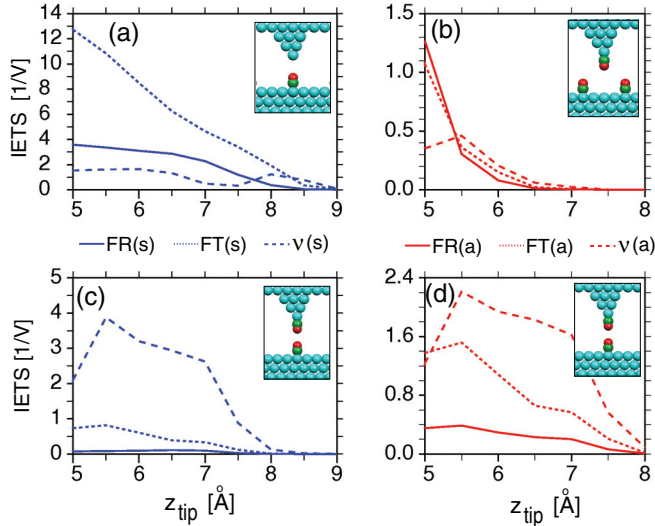 (a)
14
12
10
8
6
4
2
0
IETS [1/V]
5 6 7 8 9
(b)
1.5
1.0
0.5
0.0
5 6 7 8
FR(s) FT(s) ν(s) FR(a) FT(a) ν(a)
(c)
5
4
3
2
1
0
IETS [1/V]
5 6 7 8 9
z_tip [Å]
(d)
2.4
1.6
0.8
0.0
5 6 7 8
z_tip [Å]